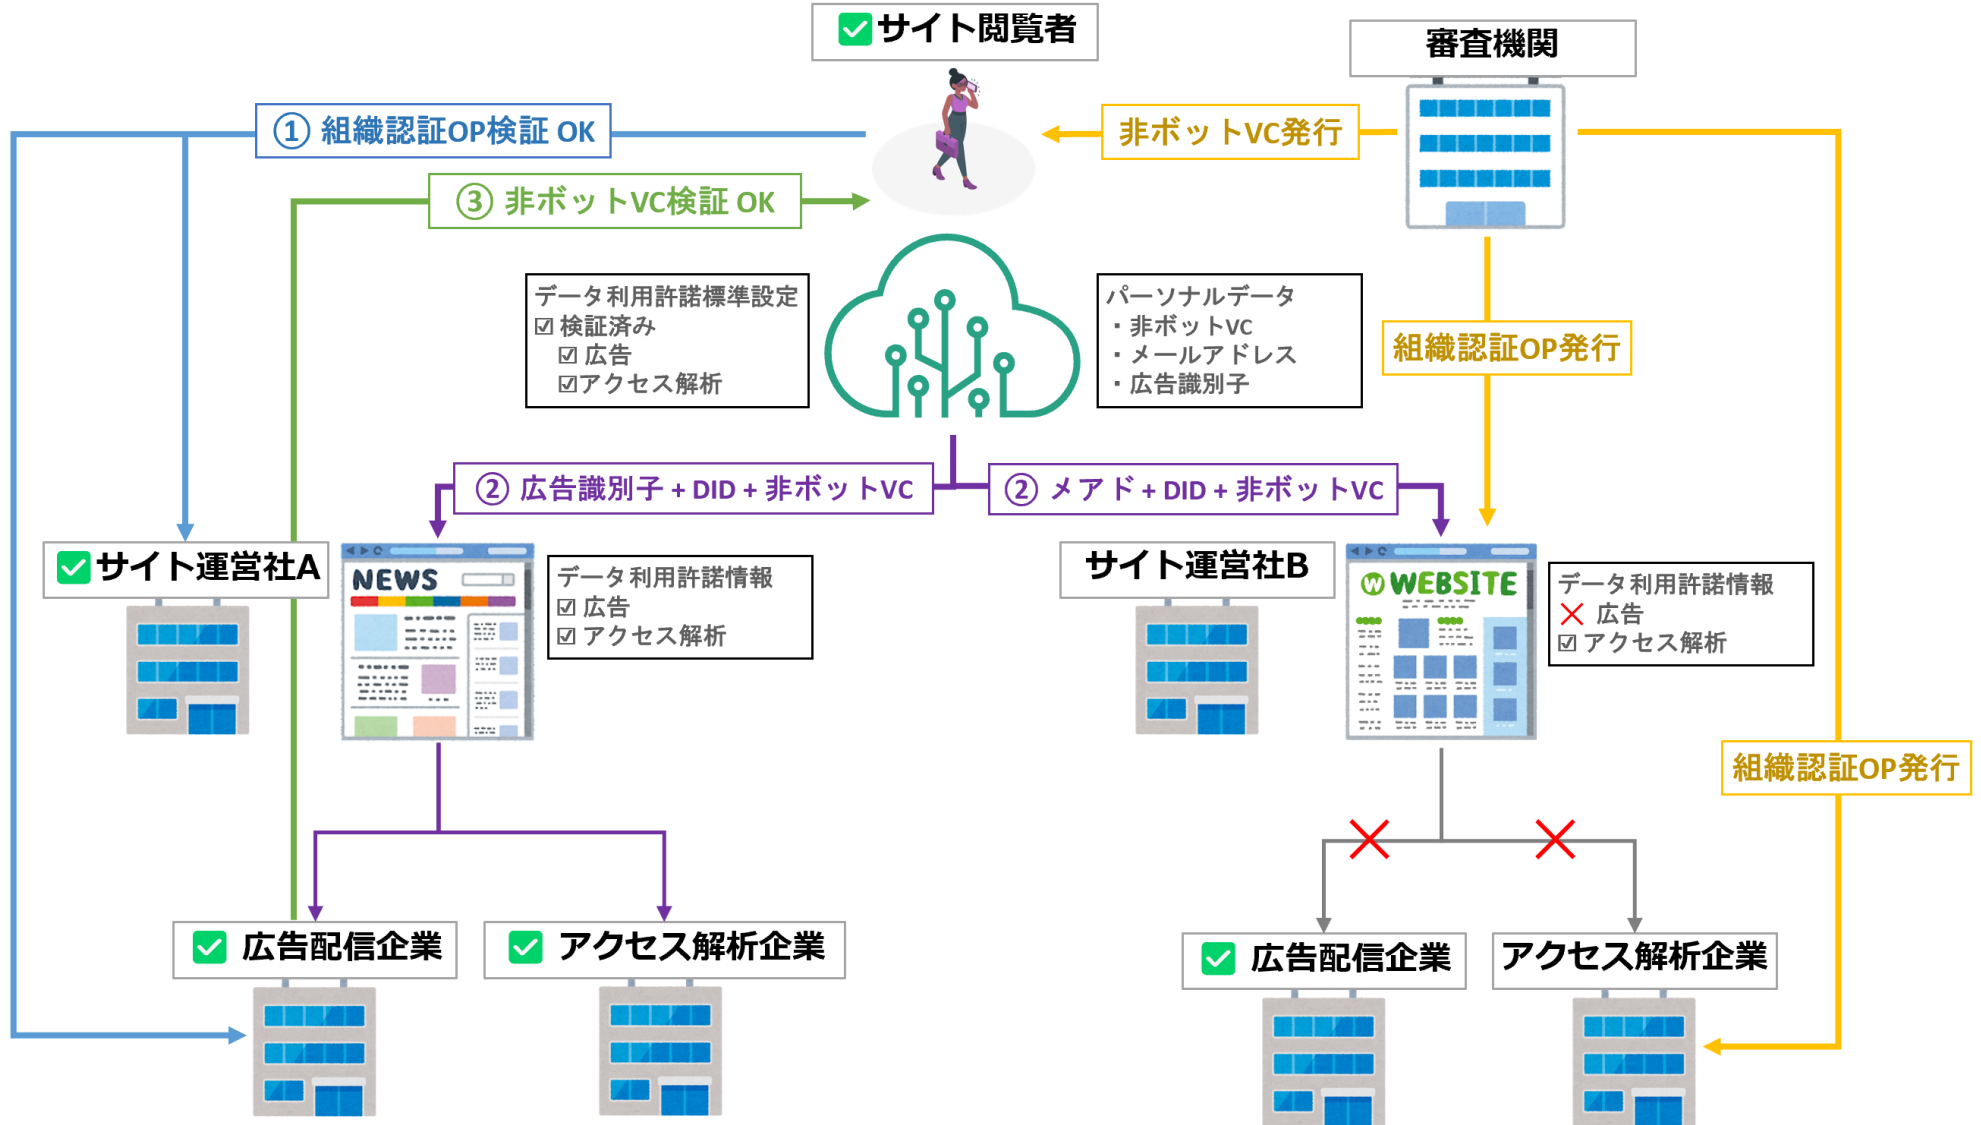 ✅サイト閲覧者
審査機関
① 組織認証OP検証 OK
非ボットVC発行
③ 非ボットVC検証 OK
データ利用許諾標準設定
☑ 検証済み
☑ 広告
☑アクセス解析
パーソナルデータ
・非ボットVC
・メールアドレス
・広告識別子
組織認証OP発行
② 広告識別子 + DID + 非ボットVC
② メアド + DID + 非ボットVC
✅サイト運営社A
NEWS
データ利用許諾情報
☑ 広告
☑ アクセス解析
サイト運営社B
W WEBSITE
データ利用許諾情報
❌ 広告
☑ アクセス解析
組織認証OP発行
✅ 広告配信企業
✅ アクセス解析企業
✅ 広告配信企業
アクセス解析企業